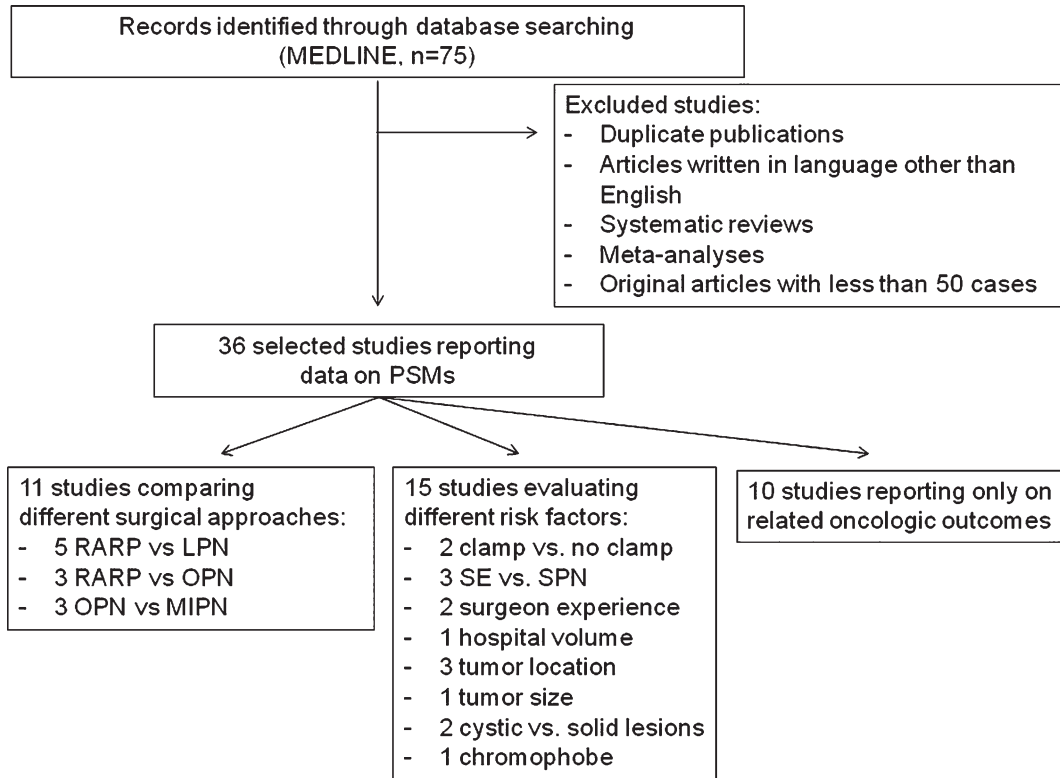 Records identified through database searching
(MEDLINE, n=75)
Excluded studies:
- Duplicate publications
- Articles written in language other than
English
- Systematic reviews
- Meta-analyses
- Original articles with less than 50 cases
36 selected studies reporting
data on PSMs
11 studies comparing
different surgical approaches:
- 5 RARP vs LPN
- 3 RARP vs OPN
- 3 OPN vs MIPN
15 studies evaluating
different risk factors:
- 2 clamp vs. no clamp
- 3 SE vs. SPN
- 2 surgeon experience
- 1 hospital volume
- 3 tumor location
- 1 tumor size
- 2 cystic vs. solid lesions
- 1 chromophobe
10 studies reporting only on
related oncologic outcomes